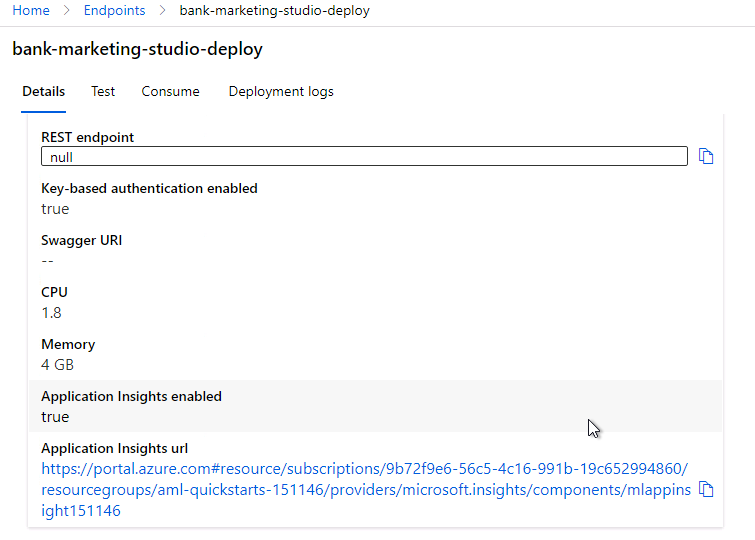 Home > Endpoints > bank-marketing-studio-deploy
bank-marketing-studio-deploy
Details Test Consume Deployment logs
REST endpoint
null
Key-based authentication enabled
true
Swagger URI
--
CPU
1.8
Memory
4 GB
Application Insights enabled
true
Application Insights url
https://portal.azure.com#resource/subscriptions/9b72f9e6-56c5-4c16-991b-19c652994860/
resourcegroups/aml-quickstarts-151146/providers/microsoft.insights/components/mlappins
ight151146